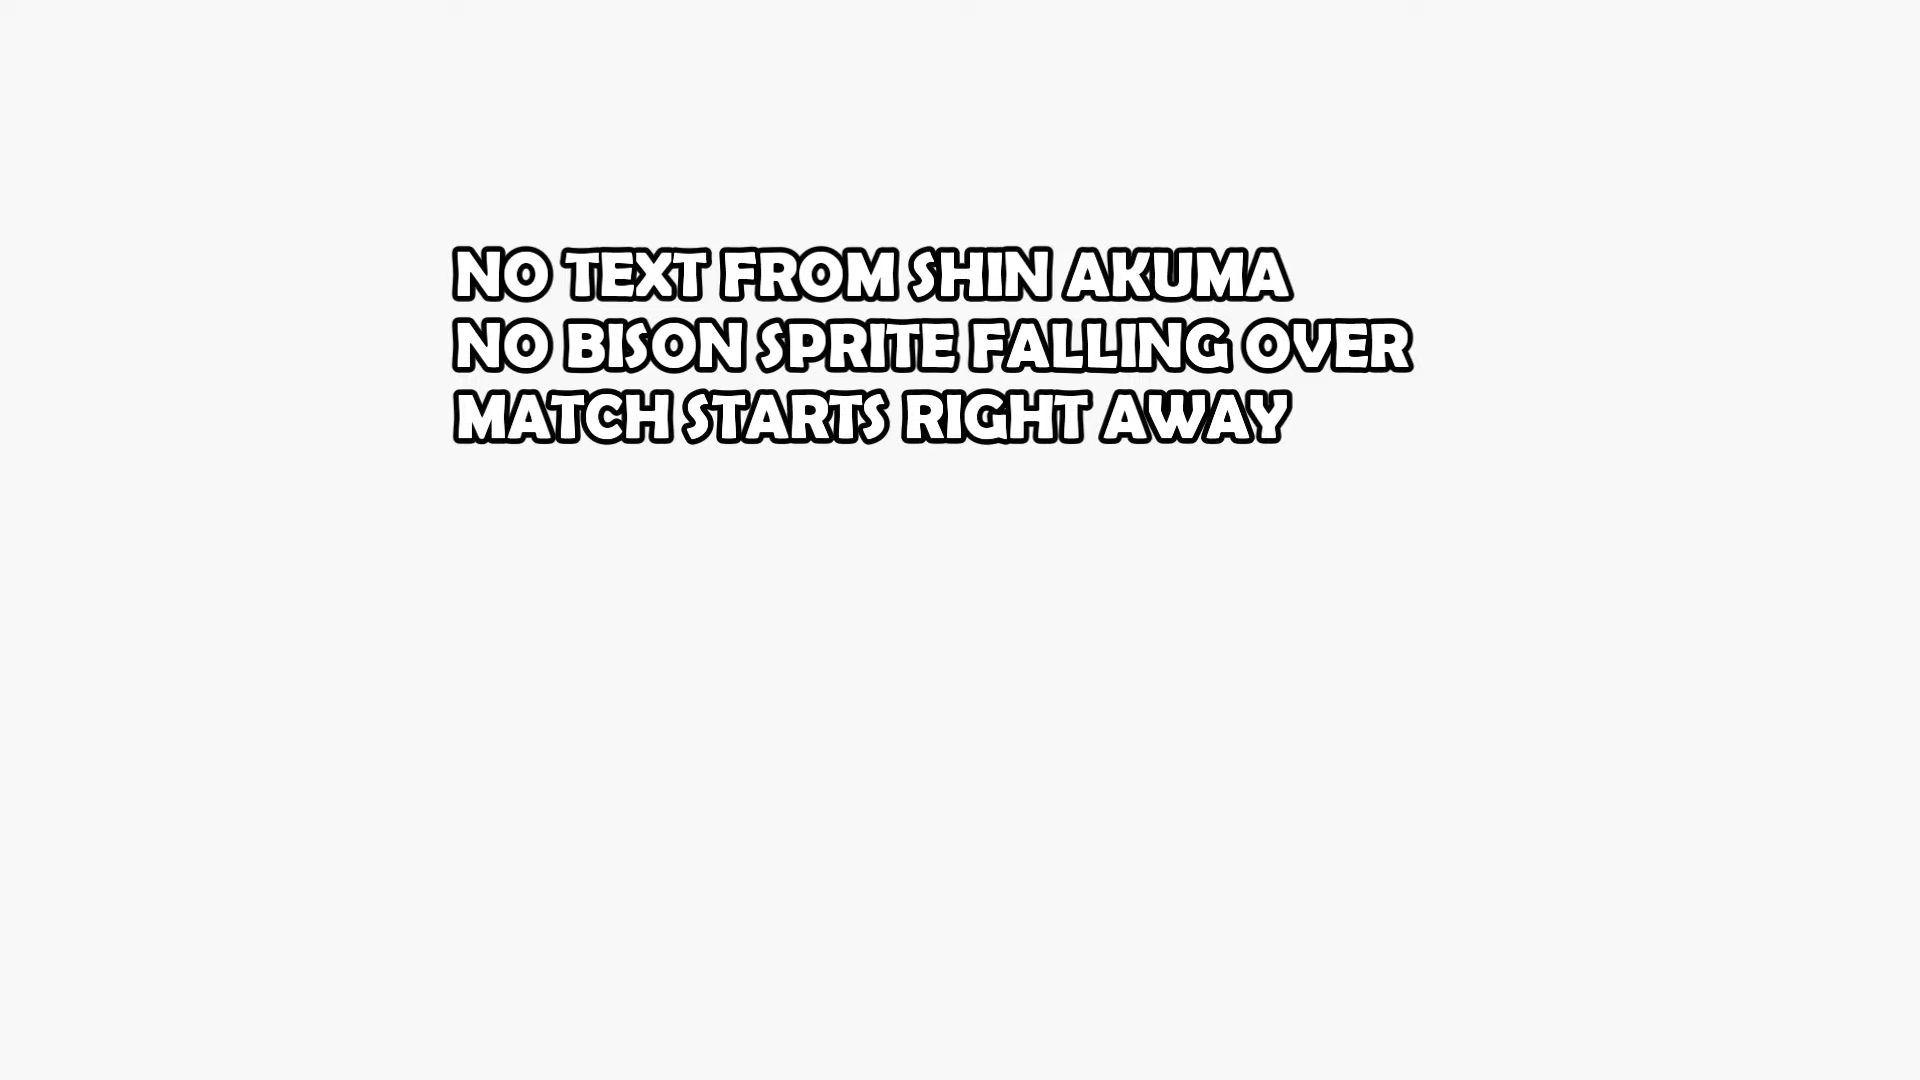 NO TEXT FROM SHIN AKUMA
NO BISON SPRITE FALLING OVER
MATCH STARTS RIGHT AWAY